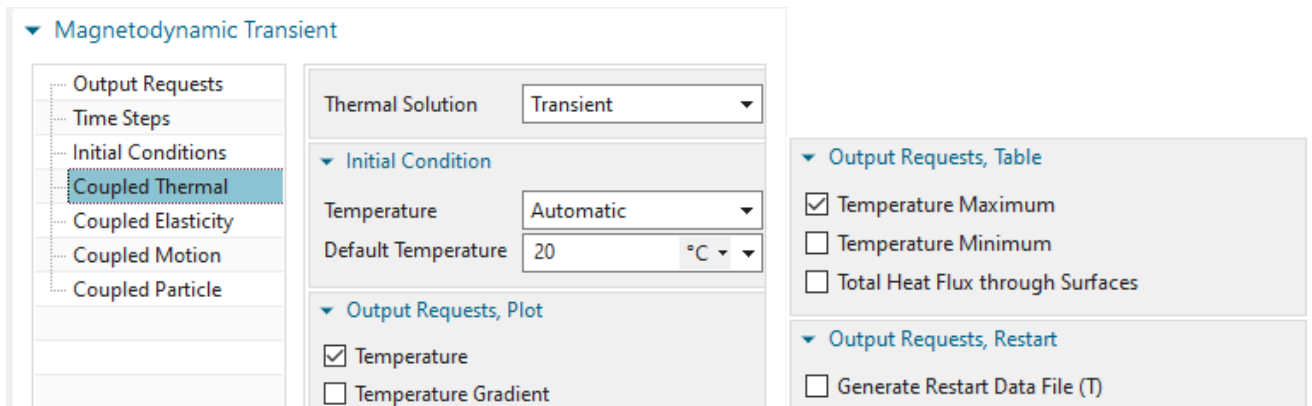 Magnetodynamic Transient
Output Requests
Time Steps
Initial Conditions
Coupled Thermal
Coupled Elasticity
Coupled Motion
Coupled Particle
Thermal Solution Transient
Initial Condition
Temperature Automatic
Default Temperature 20 °C
Output Requests, Plot
Temperature
Temperature Gradient
Output Requests, Table
Temperature Maximum
Temperature Minimum
Total Heat Flux through Surfaces
Output Requests, Restart
Generate Restart Data File (T)